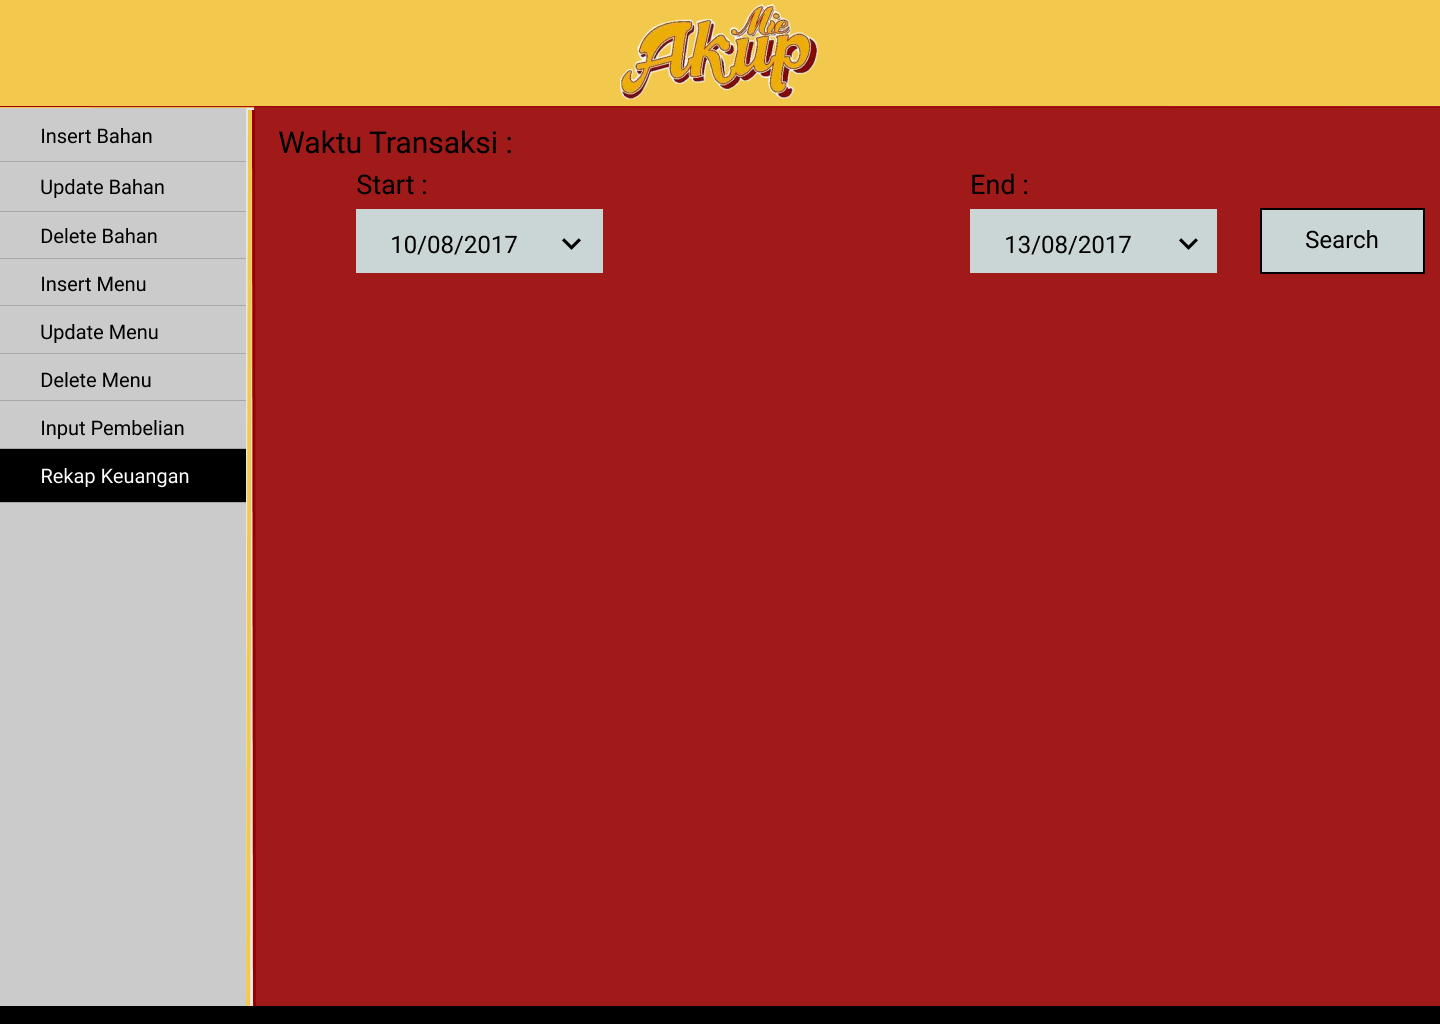 Mie
Akup
Insert Bahan
Update Bahan
Delete Bahan
Insert Menu
Update Menu
Delete Menu
Input Pembelian
Rekap Keuangan
Waktu Transaksi :
Start :
End :
10/08/2017
13/08/2017
Search